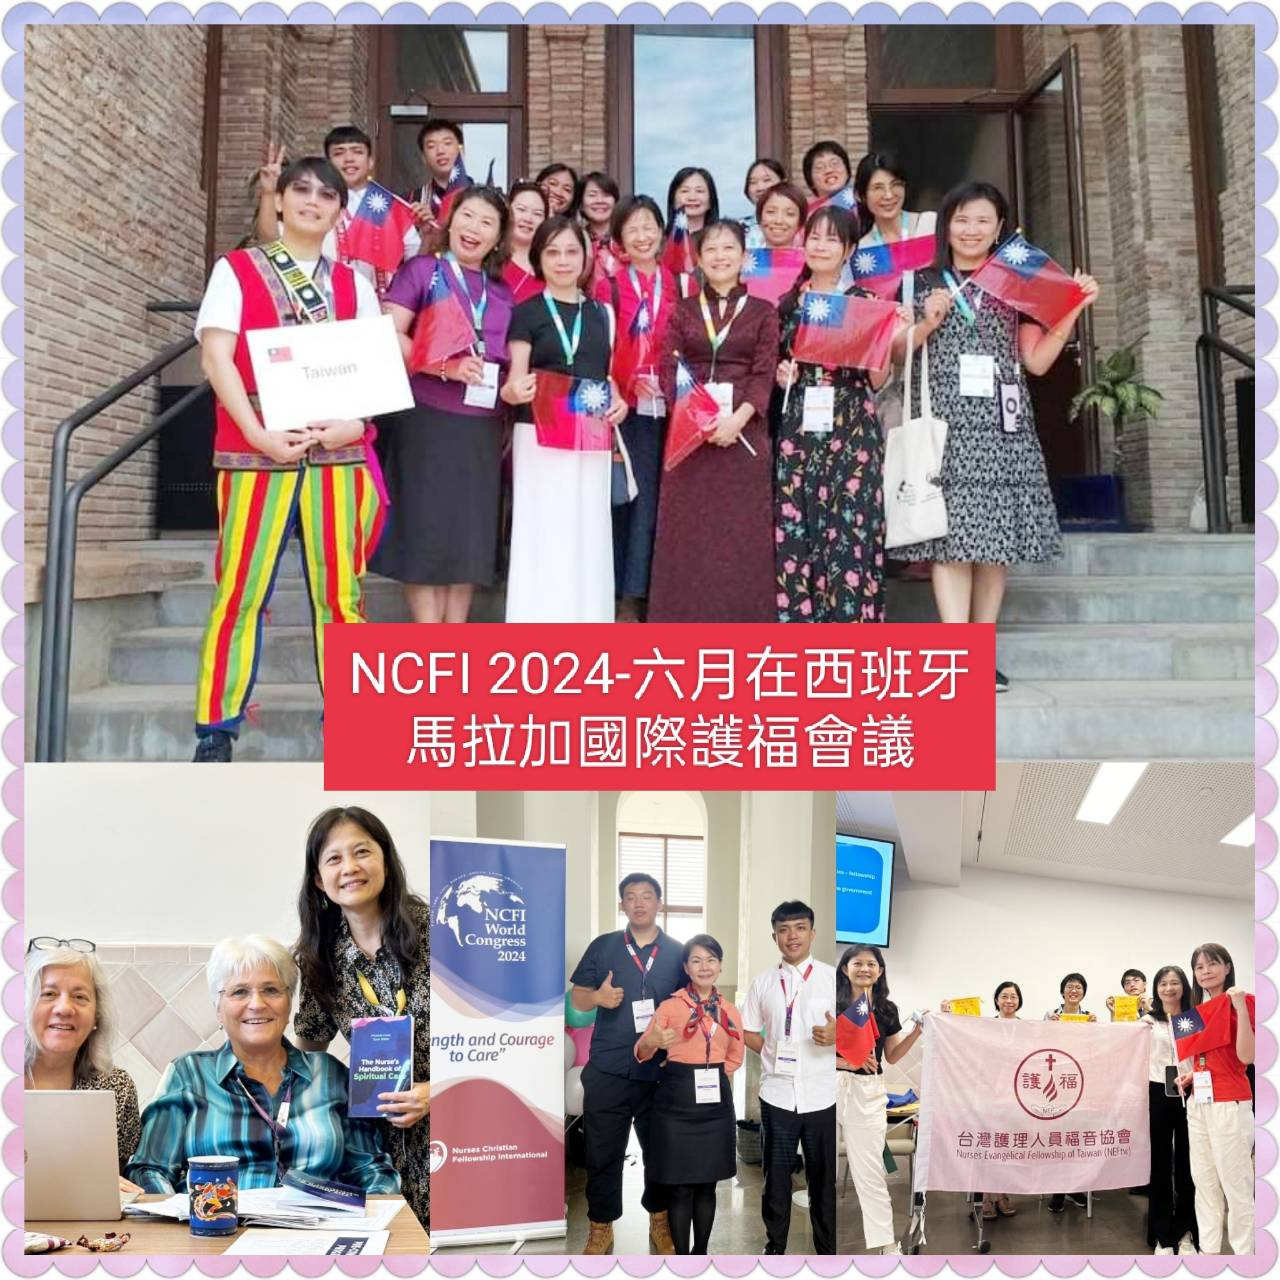 Taiwan
NCFI 2024-六月在西班牙
馬拉加國際護福會議
The Nurse's
Handbook of
Spiritual Care
NCFI
World
Congress
2024
ngth and Courage
to Care"
Nurses Christian
Fellowship International
護 福
台灣護理人員福音協會
Nurses Evangelical Fellowship of Taiwan (NEFtw)